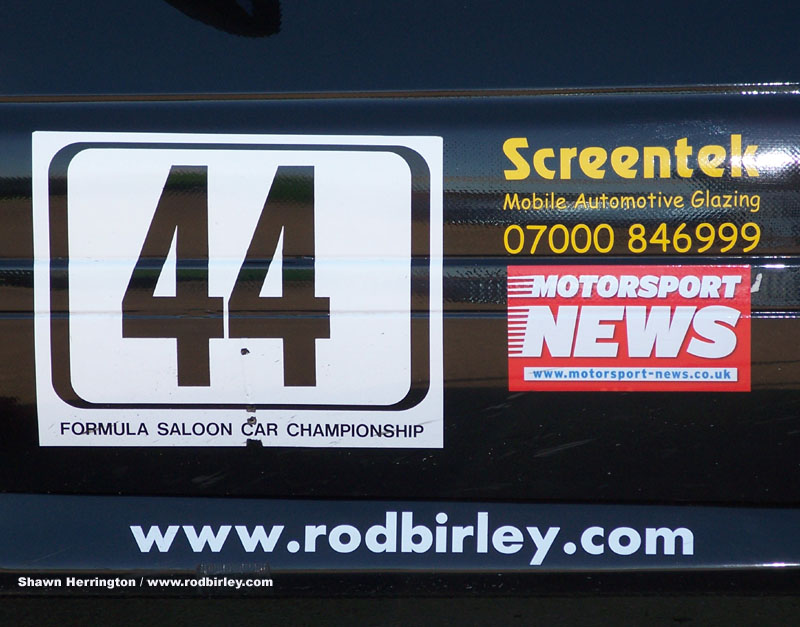 44
FORMULA SALOON CAR CHAMPIONSHIP
Screentek
Mobile Automotive Glazing
07000 846999
MOTORSPORT
NEWS
www.motorsport-news.co.uk
www.rodbirley.com
Shawn Herrington / www.rodbirley.com